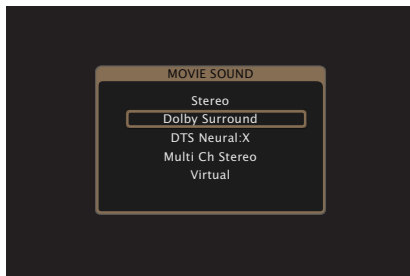 MOVIE SOUND
Stereo
Dolby Surround
DTS Neural:X
Multi Ch Stereo
Virtual